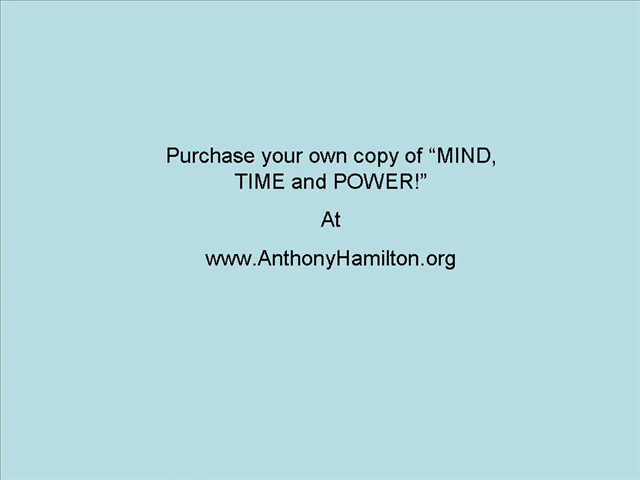 Purchase your own copy of “MIND,
TIME and POWER!”
At
www.AnthonyHamilton.org